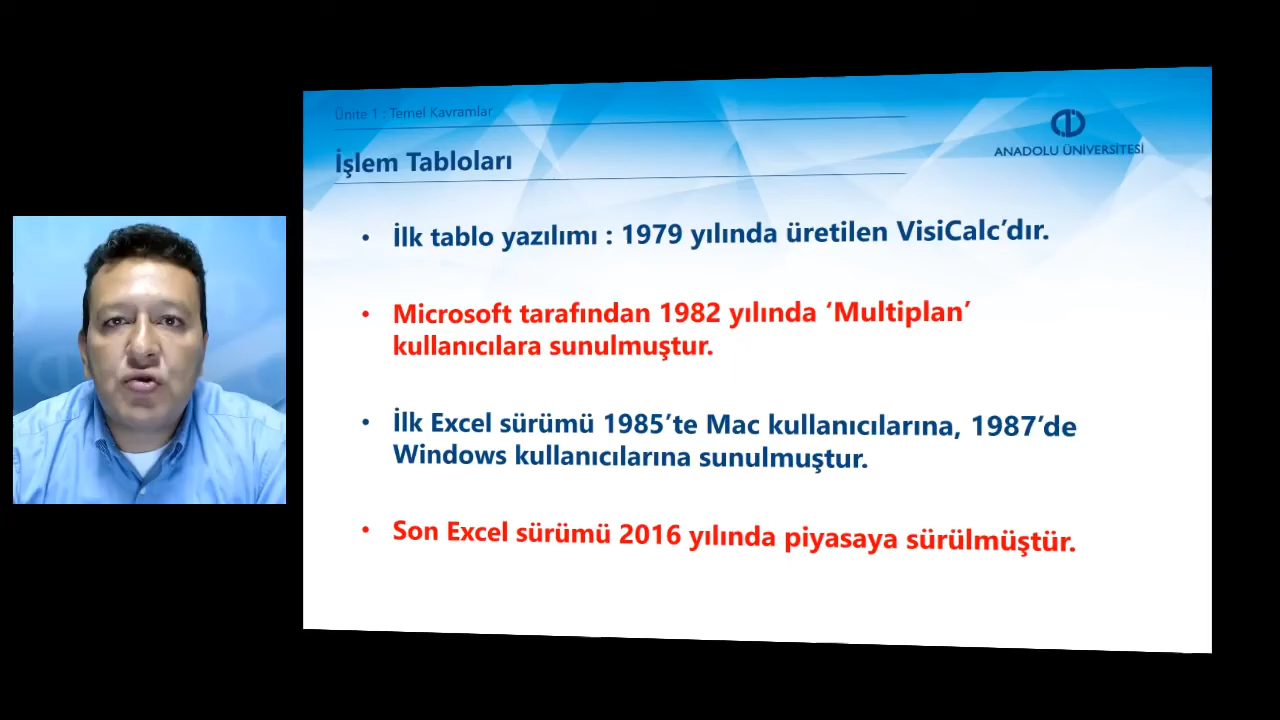 Ünite 1 : Temel Kavramlar
İşlem Tabloları
ANADOLU ÜNİVERSİTESİ
• İlk tablo yazılımı : 1979 yılında üretilen VisiCalc’dır.
• Microsoft tarafından 1982 yılında ‘Multiplan’
kullanıcılara sunulmuştur.
• İlk Excel sürümü 1985’te Mac kullanıcılarına, 1987’de
Windows kullanıcılarına sunulmuştur.
• Son Excel sürümü 2016 yılında piyasaya sürülmüştür.